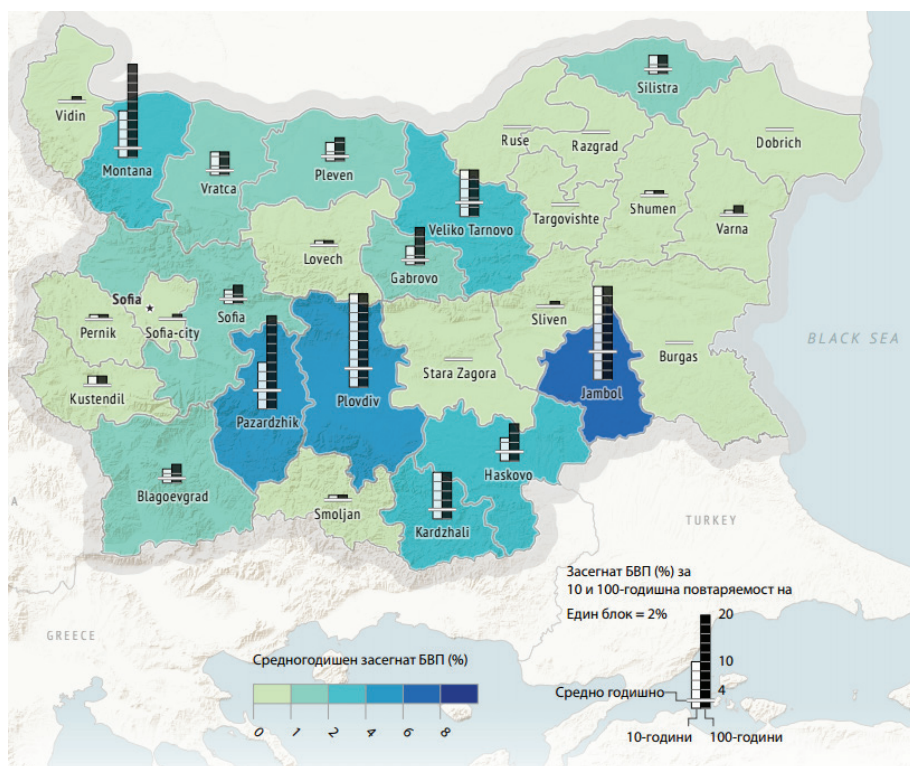 Silistra
Vidin
Ruse
Razgrad
Dobrich
Montana
Vratca
Pleven
Targovishte
Shumen
Varna
Veliko Tarnovo
Lovech
Gabrovo
Sofia
Pernik
Sofia-city
Sofia
Sliven
Burgas
BLACK SEA
Stara Zagora
Kustendil
Plovdiv
Jambol
Pazardzhik
Haskovo
Blagoevgrad
Smoljan
Kardzhali
TURKEY
GREECE
Засегнат БВП (%) за
10 и 100-годишна повтаряемост на
Един блок = 2%
20
10
4
Средно годишно
10-години
100-години
Средногодишен засегнат БВП (%)
0
1
2
4
6
8